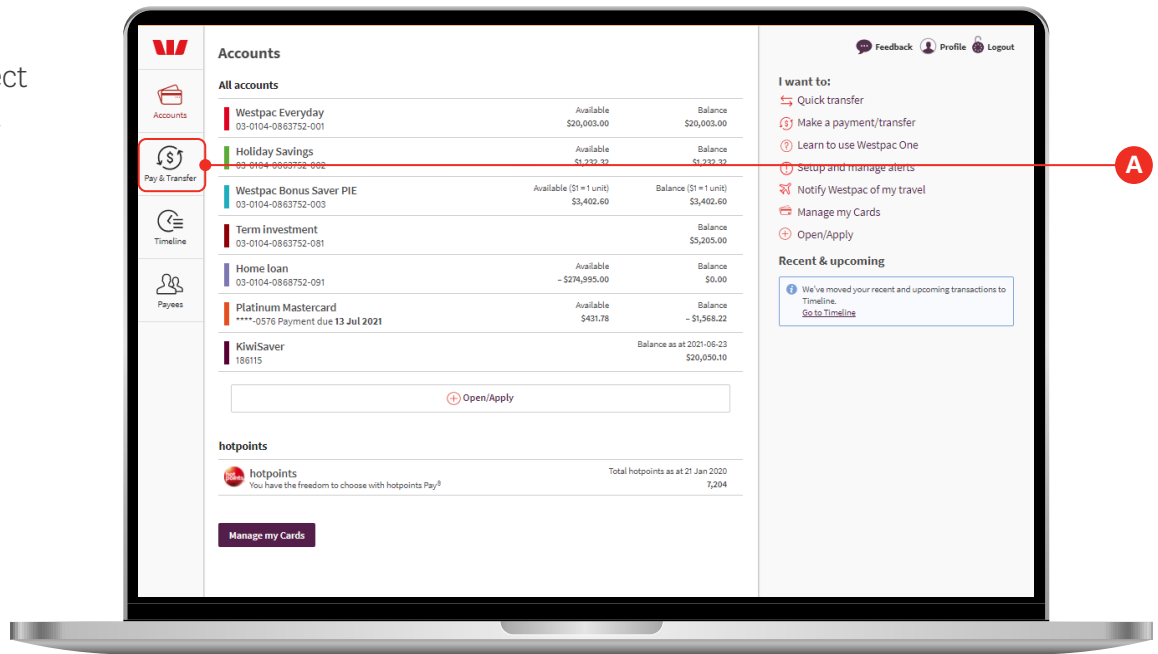 Accounts
Pay & Transfer
Timeline
Payees
Accounts
All accounts
Westpac Everyday Available Balance
03-0104-0863752-001 $20,003.00 $20,003.00
Holiday Savings Available Balance
03-0104-0863752-002 $1,232.32 $1,232.32
Westpac Bonus Saver PIE Available ($1 = 1 unit) Balance ($1 = 1 unit)
03-0104-0863752-003 $3,402.60 $3,402.60
Term investment Balance
03-0104-0863752-081 $5,205.00
Home loan Available Balance
03-0104-0868752-091 – $274,995.00 $0.00
Platinum Mastercard Available Balance
****-0576 Payment due 13 Jul 2021 $431.78 – $1,568.22
KiwiSaver Balance as at 2021-06-23
186115 $20,050.10
Open/Apply
hotpoints
hot points
hotpoints Total hotpoints as at 21 Jan 2020
You have the freedom to choose with hotpoints Pay⁸ 7,204
Manage my Cards
Feedback Profile Logout
I want to:
Quick transfer
Make a payment/transfer
Learn to use Westpac One
Setup and manage alerts
Notify Westpac of my travel
Manage my Cards
Open/Apply
Recent & upcoming
We've moved your recent and upcoming transactions to
Timeline.
Go to Timeline
A